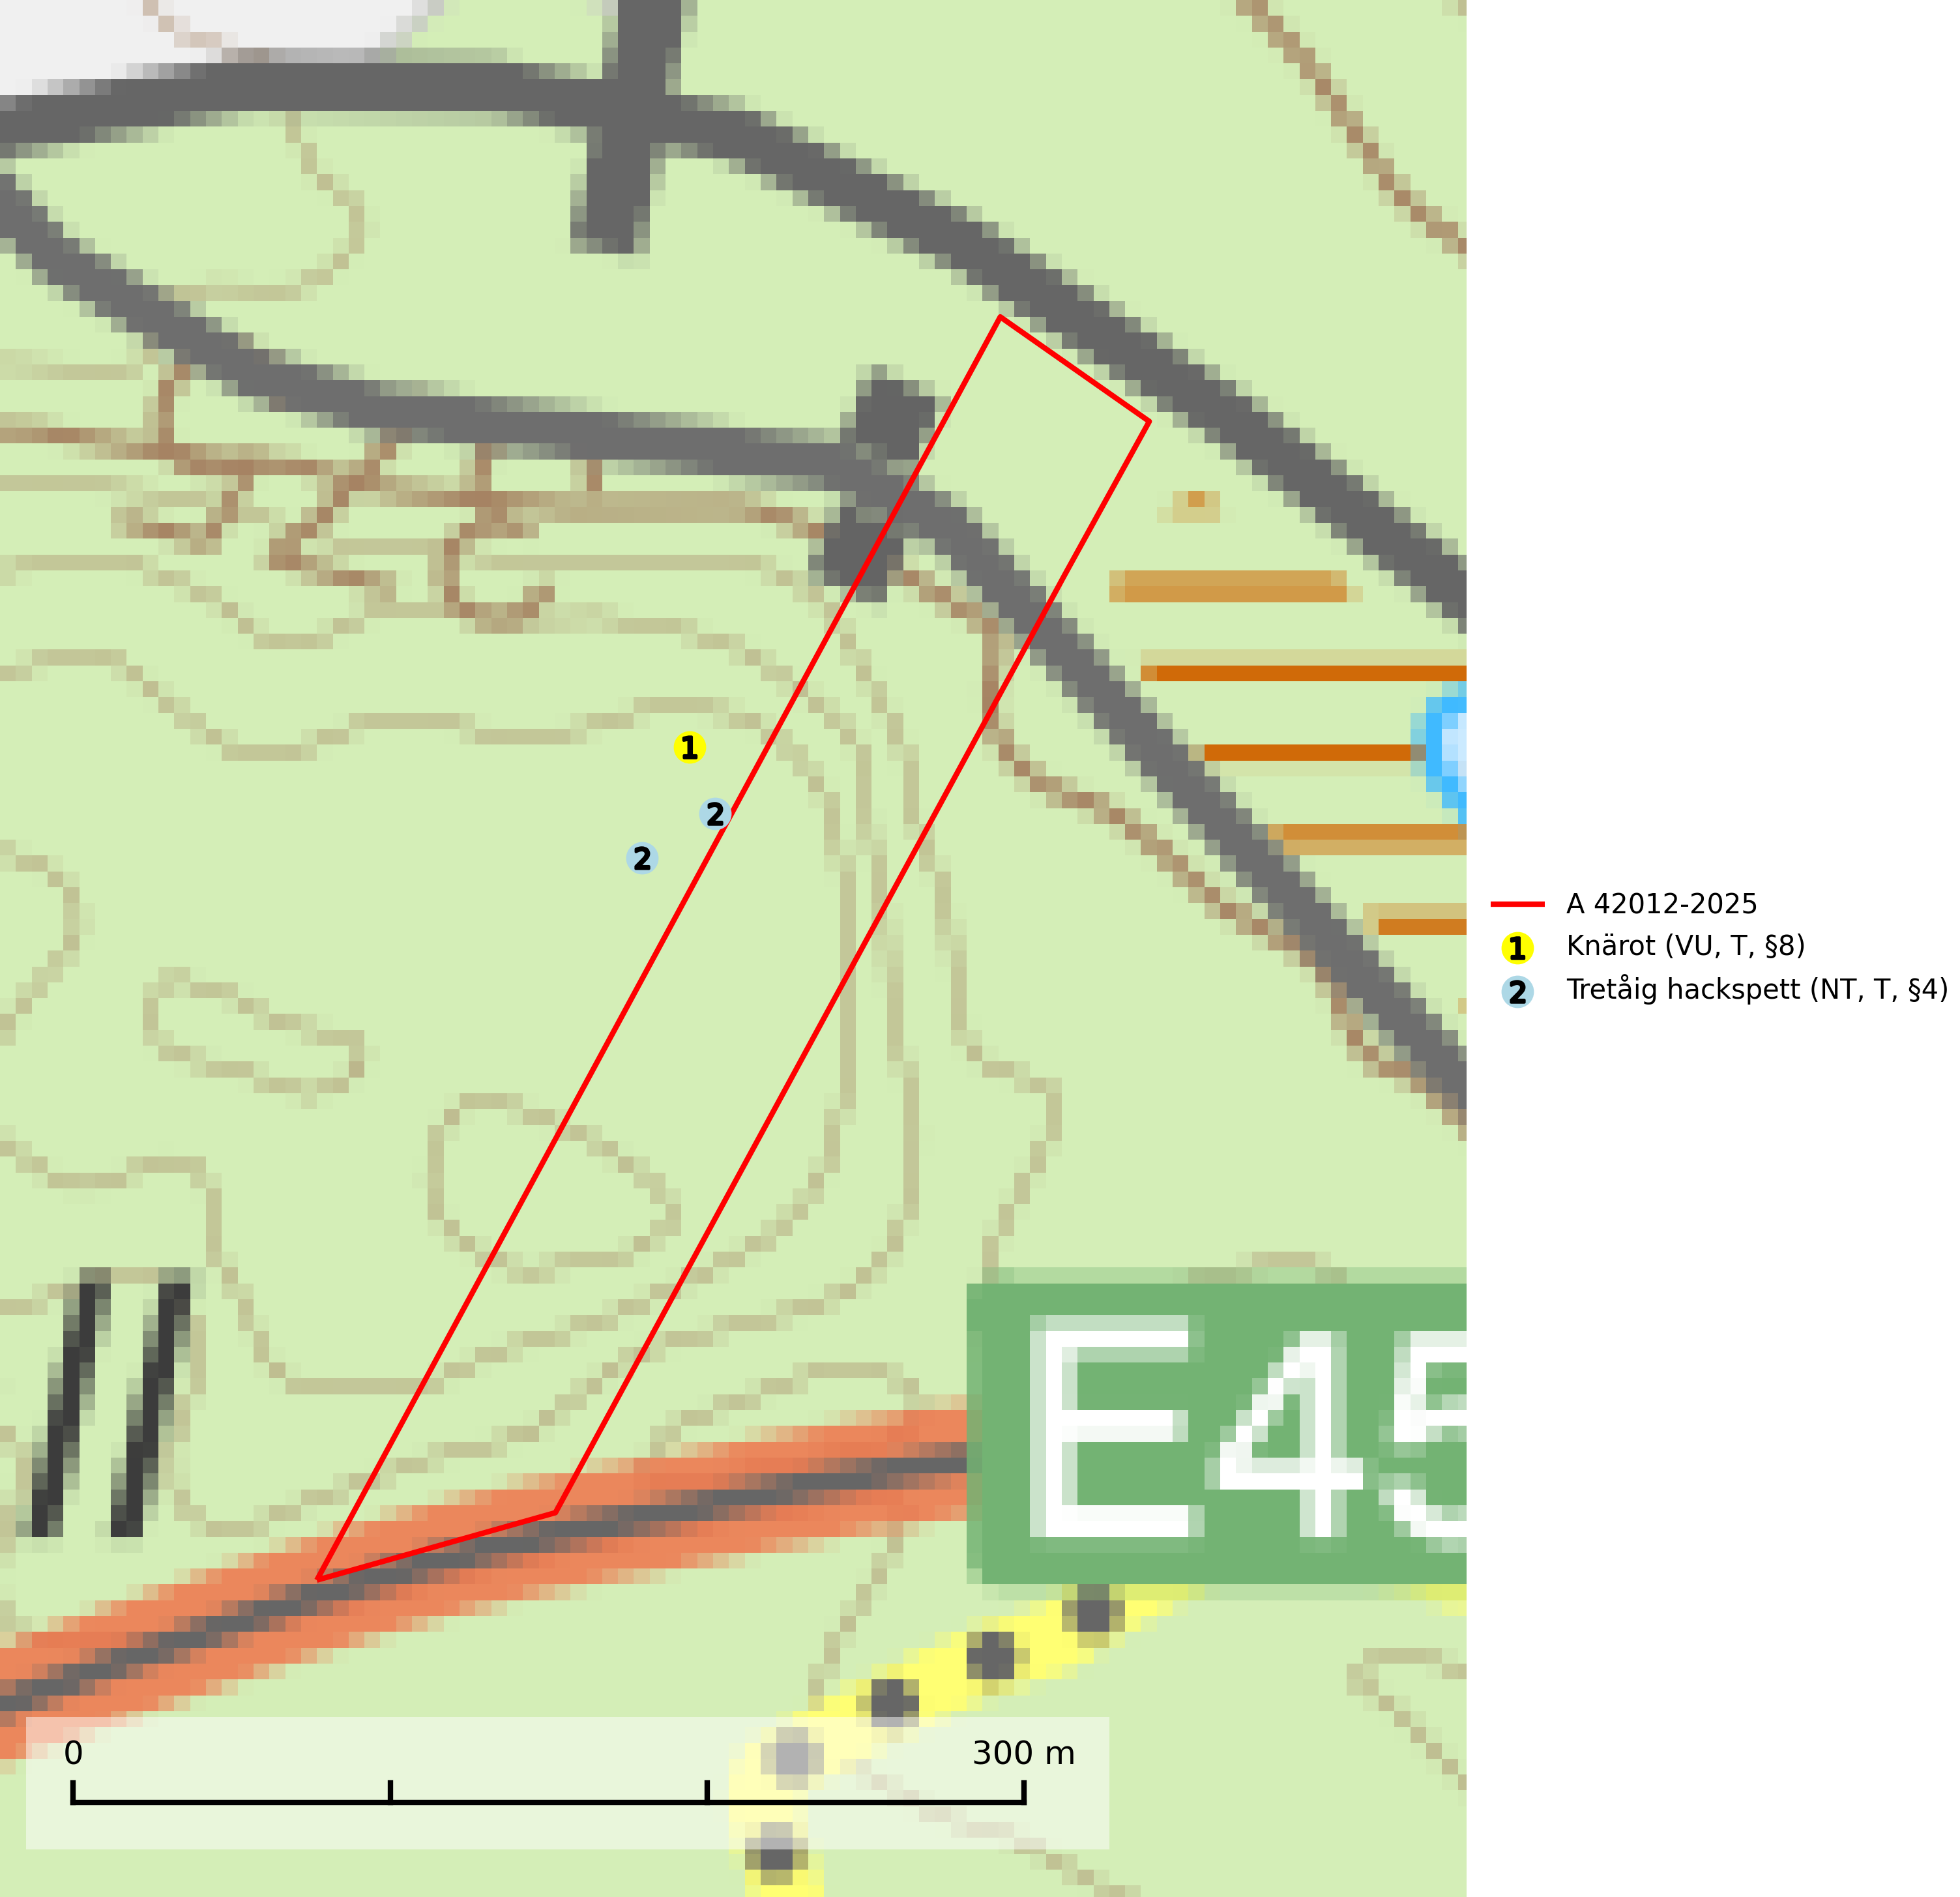 1
2
2
A 42012-2025
1 Knärot (VU, T, §8)
2 Tretåig hackspett (NT, T, §4)
E45
0 300 m